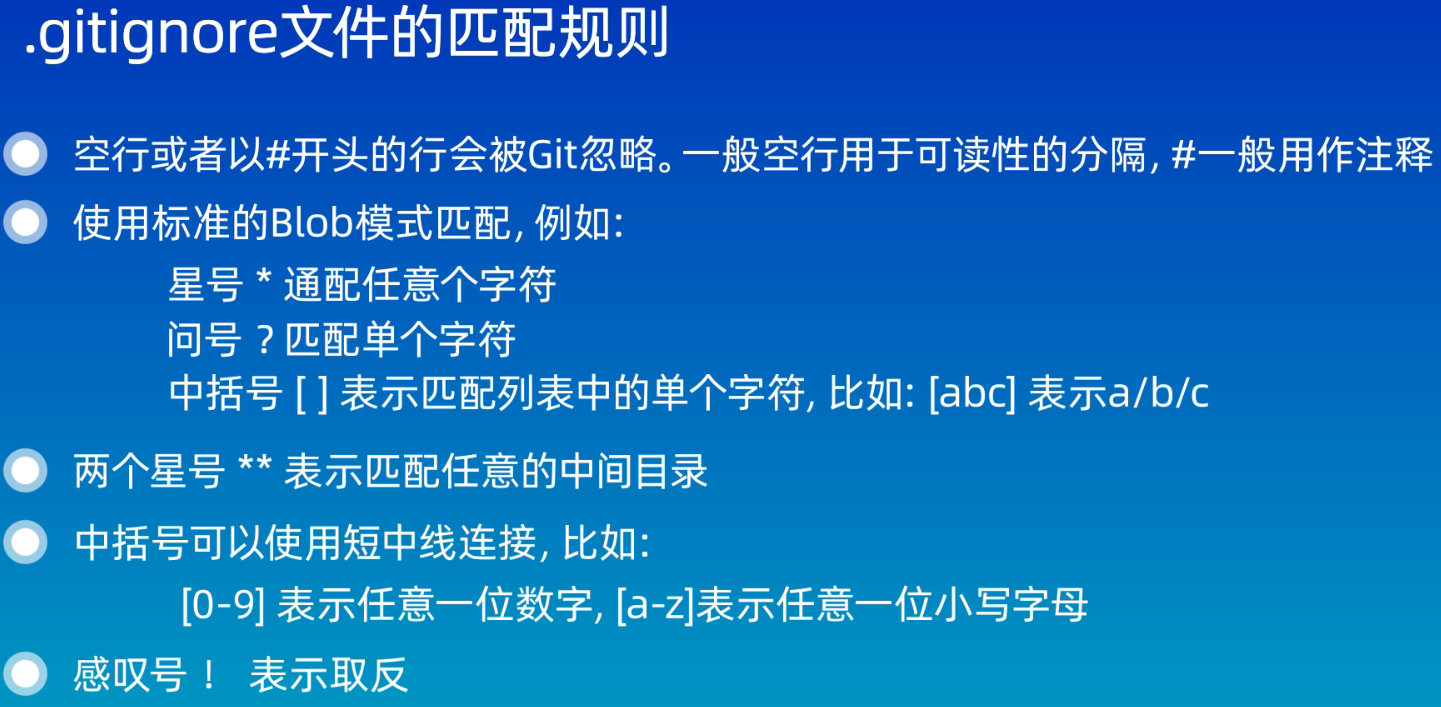 .gitignore文件的匹配规则
空行或者以#开头的行会被Git忽略。一般空行用于可读性的分隔, #一般用作注释
使用标准的Blob模式匹配, 例如:
星号 * 通配任意个字符
问号 ? 匹配单个字符
中括号 [ ] 表示匹配列表中的单个字符, 比如: [abc] 表示a/b/c
两个星号 ** 表示匹配任意的中间目录
中括号可以使用短中线连接, 比如:
[0-9] 表示任意一位数字, [a-z]表示任意一位小写字母
感叹号 ! 表示取反